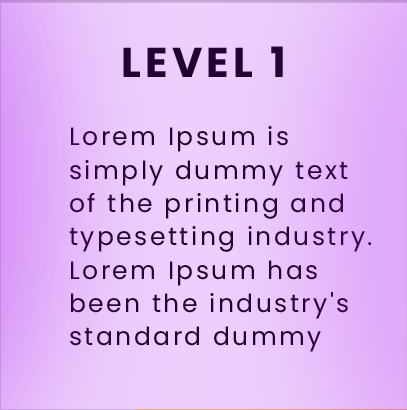 LEVEL 1
Lorem Ipsum is
simply dummy text
of the printing and
typesetting industry.
Lorem Ipsum has
been the industry's
standard dummy